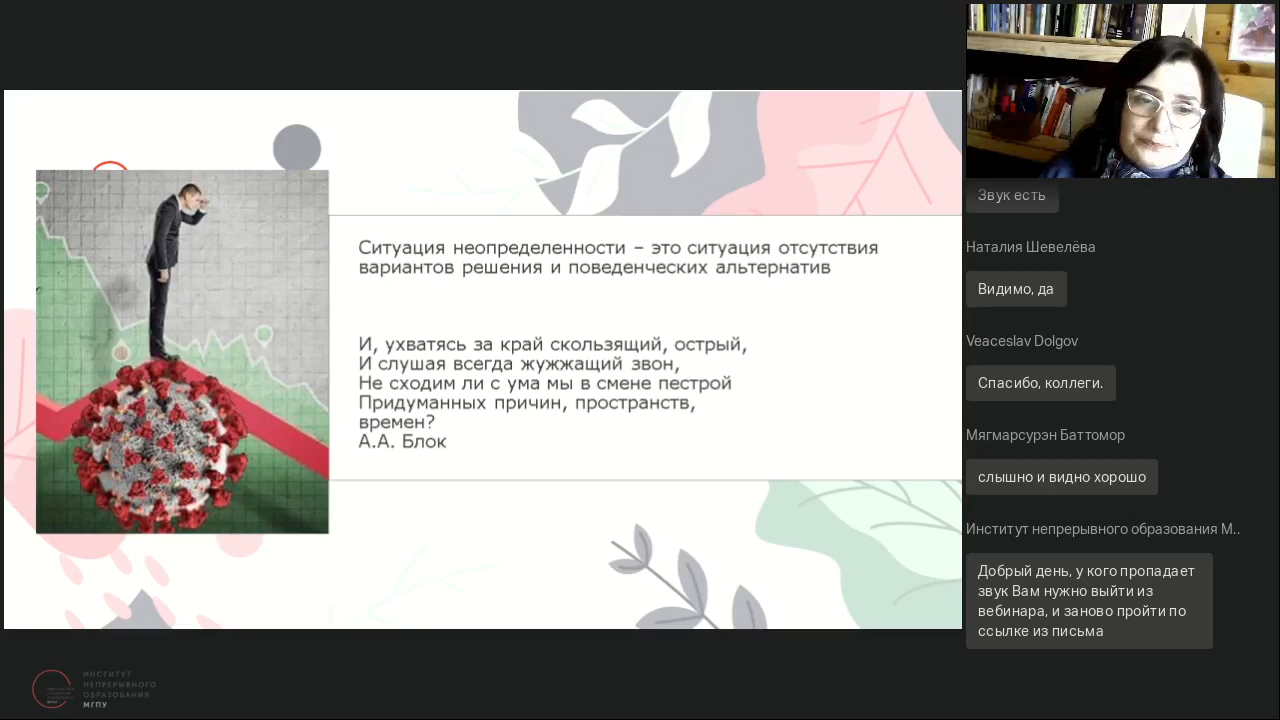 Ситуация неопределенности – это ситуация отсутствия
вариантов решения и поведенческих альтернатив
И, ухватясь за край скользящий, острый,
И слушая всегда жужжащий звон,
Не сходим ли с ума мы в смене пестрой
Придуманных причин, пространств,
времен?
А.А. Блок
Звук есть
Наталия Шевелёва
Видимо, да
Veaceslav Dolgov
Спасибо, коллеги.
Мягмарсурэн Баттомор
слышно и видно хорошо
Институт непрерывного образования М..
Добрый день, у кого пропадает
звук Вам нужно выйти из
вебинара, и заново пройти по
ссылке из письма
ИНСТИТУТ
НЕПРЕРЫВНОГО
ОБРАЗОВАНИЯ
МГПУ